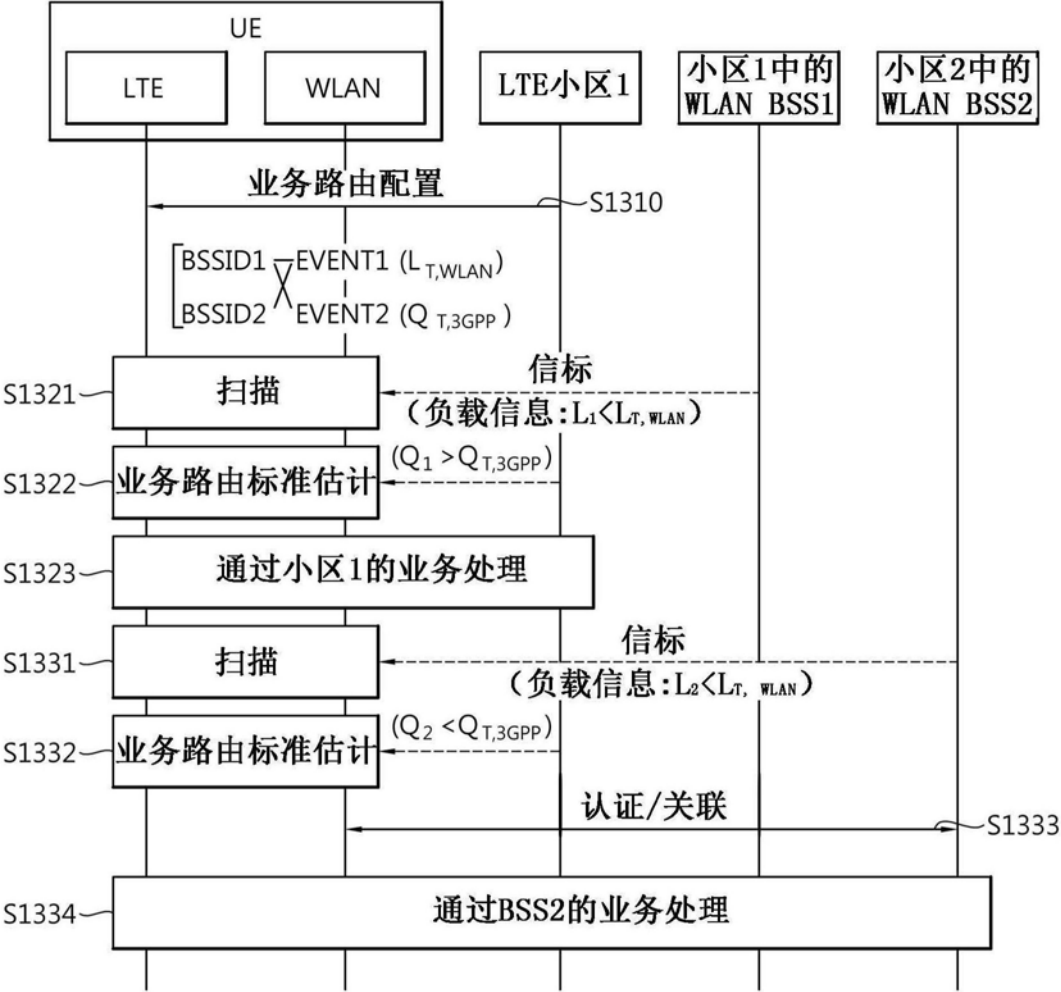 UE
LTE
WLAN
LTE小区1
小区1中的
WLAN BSS1
小区2中的
WLAN BSS2
业务路由配置
S1310
BSSID1 EVENT1 (L T,WLAN)
BSSID2 EVENT2 (Q T,3GPP)
S1321
扫描
信标
(负载信息:L1<LT, WLAN)
S1322
业务路由标准估计
(Q1 >QT,3GPP)
S1323
通过小区1的业务处理
S1331
扫描
信标
(负载信息:L2<LT, WLAN)
S1332
业务路由标准估计
(Q2 <QT,3GPP)
认证/关联
S1333
S1334
通过BSS2的业务处理